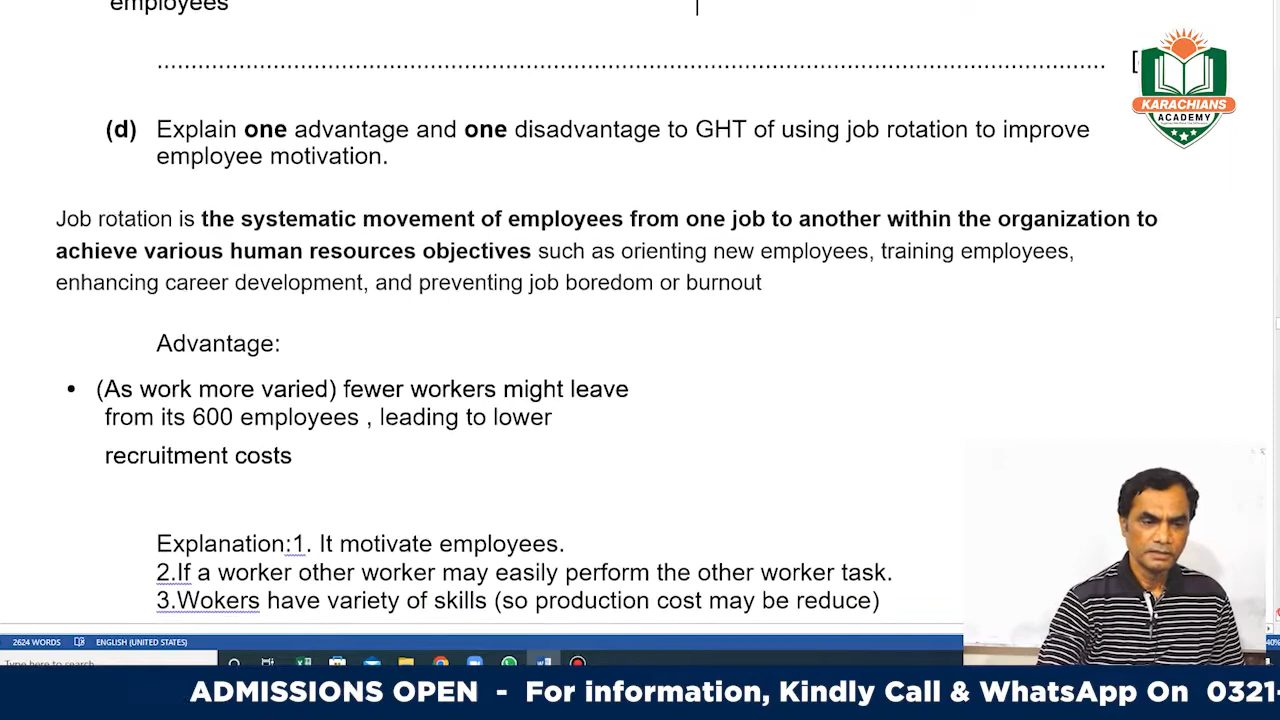 employees
[
KARACHIANS
ACADEMY
(d) Explain one advantage and one disadvantage to GHT of using job rotation to improve
employee motivation.
Job rotation is the systematic movement of employees from one job to another within the organization to
achieve various human resources objectives such as orienting new employees, training employees,
enhancing career development, and preventing job boredom or burnout
Advantage:
• (As work more varied) fewer workers might leave
from its 600 employees , leading to lower
recruitment costs
Explanation:1. It motivate employees.
2.If a worker other worker may easily perform the other worker task.
3.Wokers have variety of skills (so production cost may be reduce)
2624 WORDS ENGLISH (UNITED STATES)
40%
Type here to search
ADMISSIONS OPEN - For information, Kindly Call & WhatsApp On 0321-